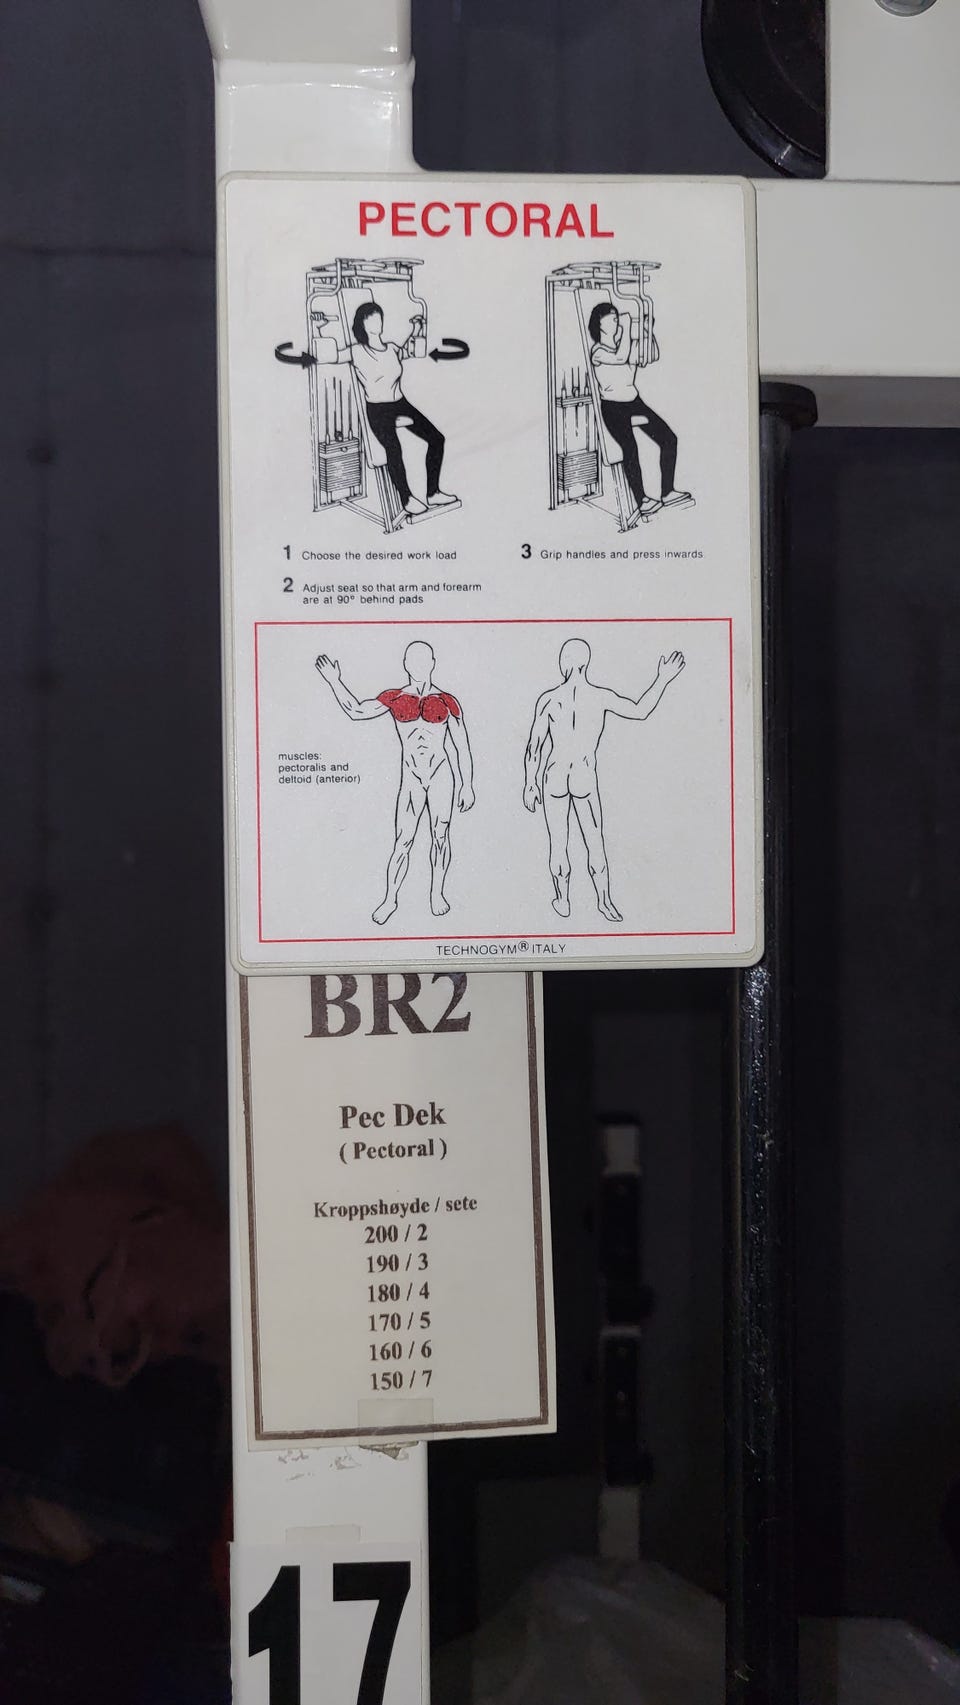 PECTORAL
1 Choose the desired work load
2 Adjust seat so that arm and forearm
are at 90° behind pads
3 Grip handles and press inwards
muscles:
pectoralis and
deltoid (anterior)
TECHNOGYM® ITALY
BR2
Pec Dek
( Pectoral )
Kroppshøyde / sete
200 / 2
190 / 3
180 / 4
170 / 5
160 / 6
150 / 7
17